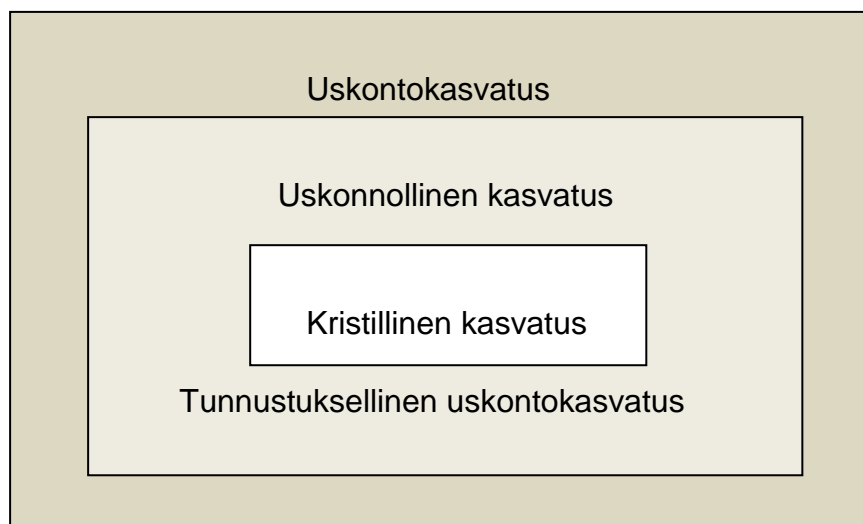 Uskontokasvatus
Uskonnollinen kasvatus
Kristillinen kasvatus
Tunnustuksellinen uskontokasvatus